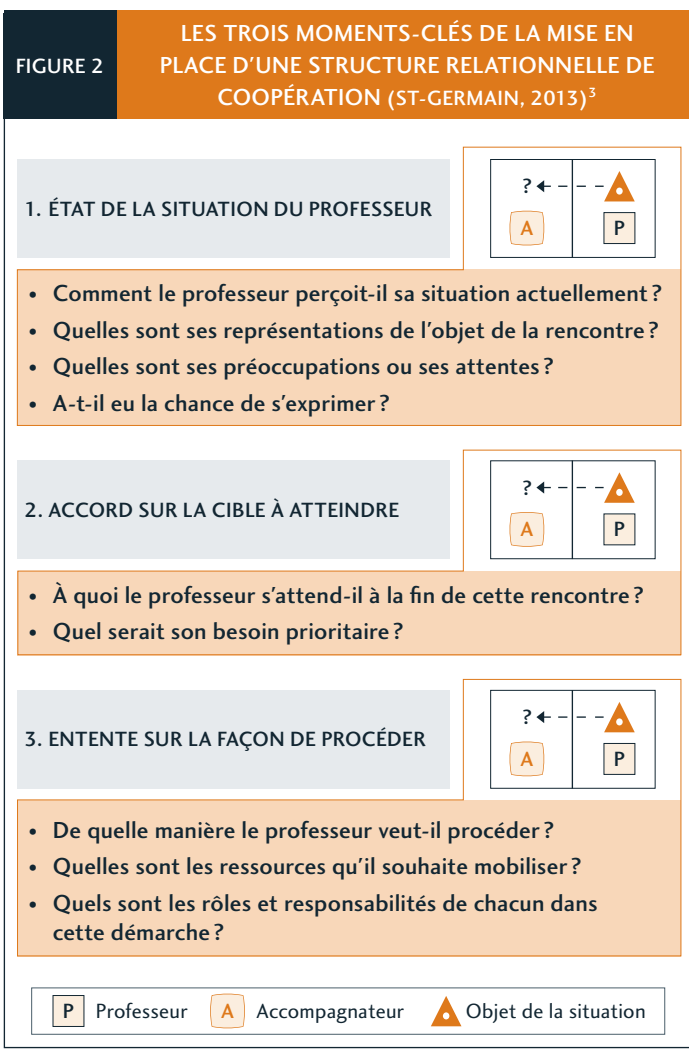 FIGURE 2
LES TROIS MOMENTS-CLÉS DE LA MISE EN
PLACE D'UNE STRUCTURE RELATIONNELLE DE
COOPÉRATION (ST-GERMAIN, 2013)³
1. ÉTAT DE LA SITUATION DU PROFESSEUR
?
A
P
• Comment le professeur perçoit-il sa situation actuellement ?
• Quelles sont ses représentations de l'objet de la rencontre ?
• Quelles sont ses préoccupations ou ses attentes ?
• A-t-il eu la chance de s'exprimer ?
2. ACCORD SUR LA CIBLE À ATTEINDRE
?
A
P
• À quoi le professeur s'attend-il à la fin de cette rencontre ?
• Quel serait son besoin prioritaire ?
3. ENTENTE SUR LA FAÇON DE PROCÉDER
?
A
P
• De quelle manière le professeur veut-il procéder ?
• Quelles sont les ressources qu'il souhaite mobiliser ?
• Quels sont les rôles et responsabilités de chacun dans
cette démarche ?
P Professeur A Accompagnateur Objet de la situation